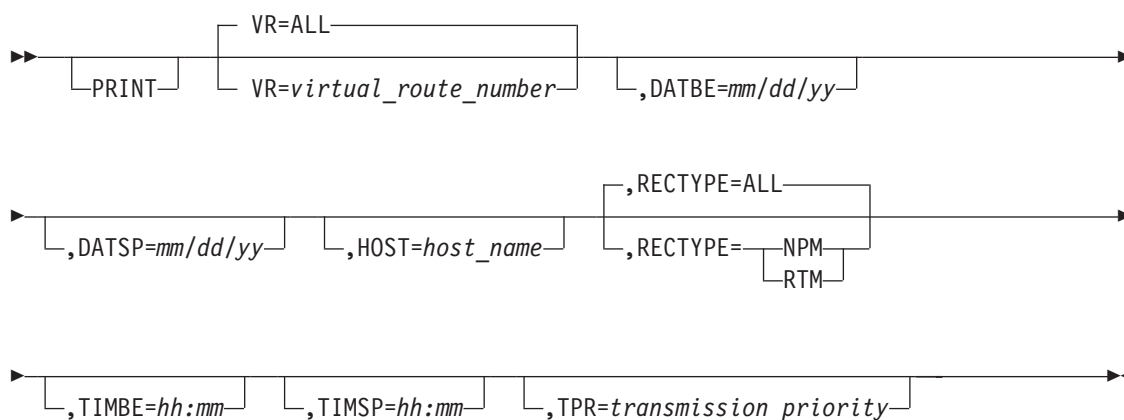 VR=ALL
PRINT VR=virtual_route_number ,DATBE=mm/dd/yy
,RECTYPE=ALL
,DATSP=mm/dd/yy ,HOST=host_name ,RECTYPE= NPM
RTM
,TIMBE=hh:mm ,TIMSP=hh:mm ,TPR=transmission priority